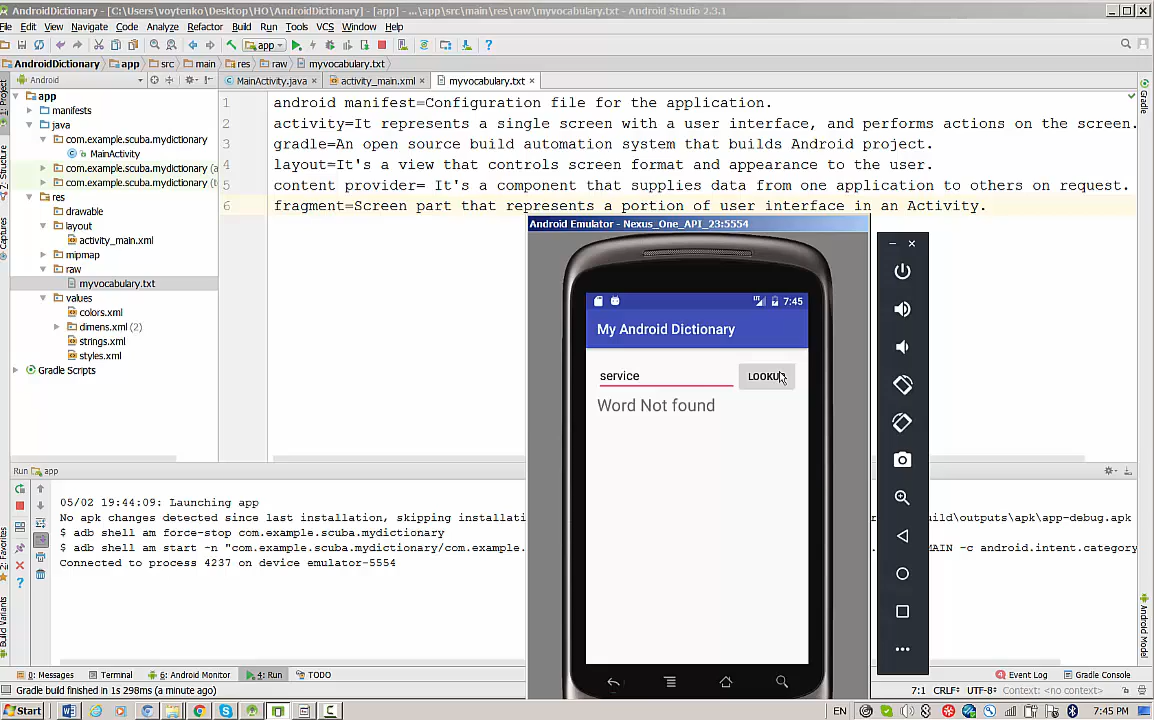 AndroidDictionary - [C:\Users\voytenko\Desktop\HO\AndroidDictionary] - [app] - ...\app\src\main\res\raw\myvocabulary.txt - Android Studio 2.3.1
File Edit View Navigate Code Analyze Refactor Build Run Tools VCS Window Help
app
AndroidDictionary app src main res raw myvocabulary.txt
Android
MainActivity.java activity_main.xml myvocabulary.txt
app
manifests
java
com.example.scuba.mydictionary
MainActivity
com.example.scuba.mydictionary (a
com.example.scuba.mydictionary (
res
drawable
layout
activity_main.xml
mipmap
raw
myvocabulary.txt
values
colors.xml
dimens.xml (2)
strings.xml
styles.xml
Gradle Scripts
1: Project
Structure
Captures
Favorites
Build Variants
Gradle
Android Model
1 android manifest=Configuration file for the application.
2 activity=It represents a single screen with a user interface, and performs actions on the screen.
3 gradle=An open source build automation system that builds Android project.
4 layout=It's a view that controls screen format and appearance to the user.
5 content provider= It's a component that supplies data from one application to others on request.
6 fragment=Screen part that represents a portion of user interface in an Activity.
Android Emulator - Nexus_One_API_23:5554
7:45
My Android Dictionary
service LOOKUP
Word Not found
Run app
05/02 19:44:09: Launching app
No apk changes detected since last installation, skipping installati
ild\outputs\apk\app-debug.apk
$ adb shell am force-stop com.example.scuba.mydictionary
$ adb shell am start -n "com.example.scuba.mydictionary/com.example.
MAIN -c android.intent.category
Connected to process 4237 on device emulator-5554
0: Messages Terminal 6: Android Monitor 4: Run TODO
Event Log Gradle Console
Gradle build finished in 1s 298ms (a minute ago)
7:1 CRLF UTF-8 Context: <no context>
Start
EN
7:45 PM